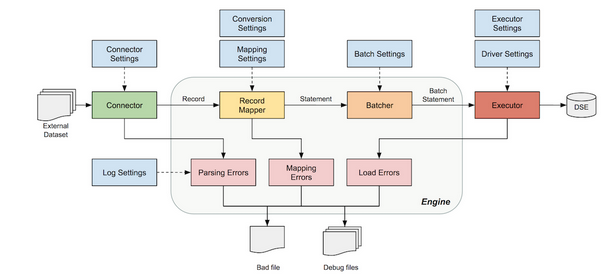 Conversion
Settings
Executor
Settings
Connector
Settings
Mapping
Settings
Batch Settings
Driver Settings
External
Dataset
Connector
Record
Record
Mapper
Statement
Batcher
Batch
Statement
Executor
DSE
Log Settings
Parsing Errors
Mapping
Errors
Load Errors
Engine
Bad file
Debug files